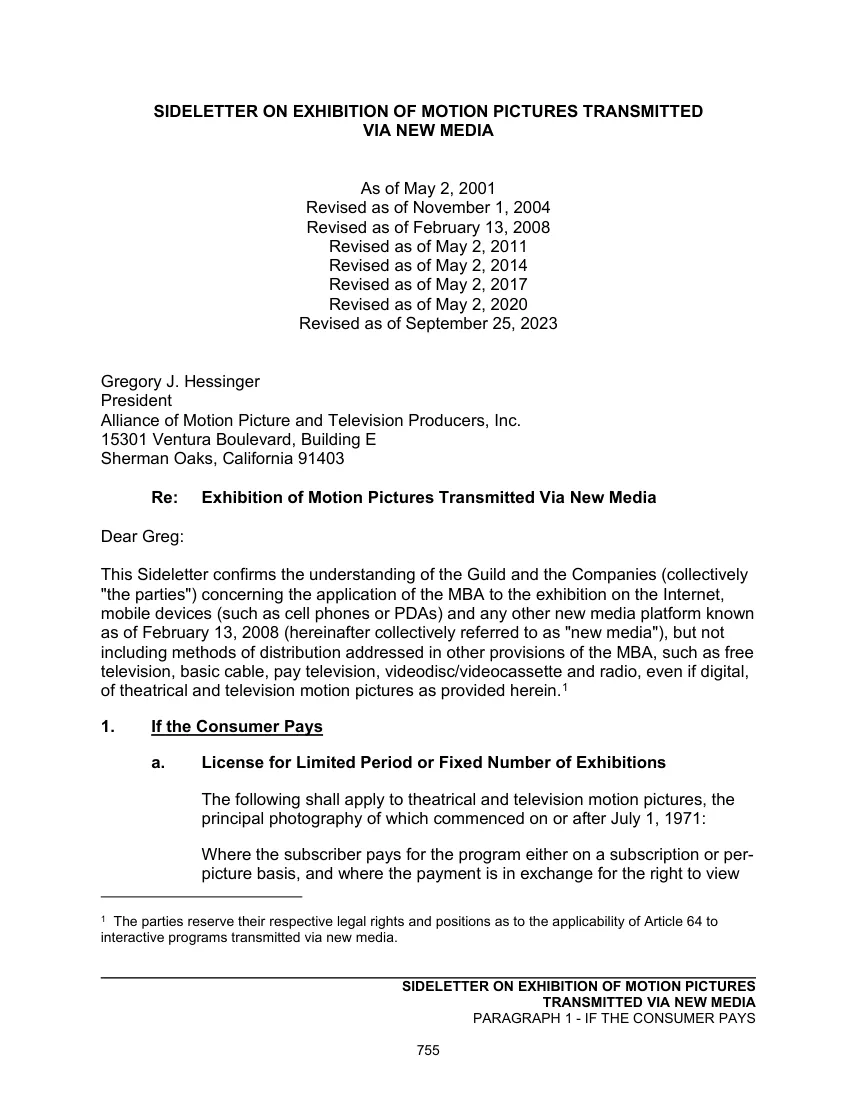 SIDELETTER ON EXHIBITION OF MOTION PICTURES TRANSMITTED
VIA NEW MEDIA
As of May 2, 2001
Revised as of November 1, 2004
Revised as of February 13, 2008
Revised as of May 2, 2011
Revised as of May 2, 2014
Revised as of May 2, 2017
Revised as of May 2, 2020
Revised as of September 25, 2023
Gregory J. Hessinger
President
Alliance of Motion Picture and Television Producers, Inc.
15301 Ventura Boulevard, Building E
Sherman Oaks, California 91403
Re: Exhibition of Motion Pictures Transmitted Via New Media
Dear Greg:
This Sideletter confirms the understanding of the Guild and the Companies (collectively
"the parties") concerning the application of the MBA to the exhibition on the Internet,
mobile devices (such as cell phones or PDAs) and any other new media platform known
as of February 13, 2008 (hereinafter collectively referred to as "new media"), but not
including methods of distribution addressed in other provisions of the MBA, such as free
television, basic cable, pay television, videodisc/videocassette and radio, even if digital,
of theatrical and television motion pictures as provided herein.1
1. If the Consumer Pays
a. License for Limited Period or Fixed Number of Exhibitions
The following shall apply to theatrical and television motion pictures, the
principal photography of which commenced on or after July 1, 1971:
Where the subscriber pays for the program either on a subscription or per-
picture basis, and where the payment is in exchange for the right to view
1 The parties reserve their respective legal rights and positions as to the applicability of Article 64 to
interactive programs transmitted via new media.
SIDELETTER ON EXHIBITION OF MOTION PICTURES
TRANSMITTED VIA NEW MEDIA
PARAGRAPH 1 - IF THE CONSUMER PAYS
755